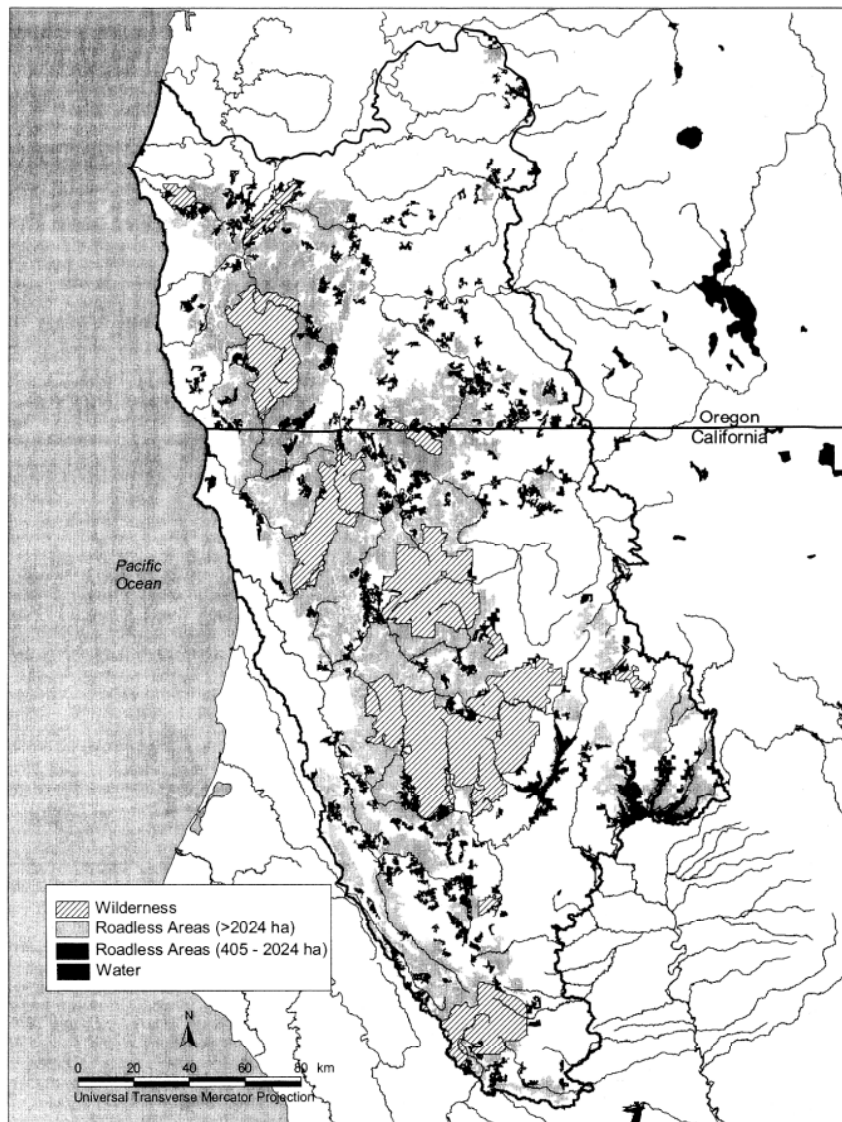 Oregon
California
Pacific
Ocean
Wilderness
Roadless Areas (>2024 ha)
Roadless Areas (405 - 2024 ha)
Water
N
0 20 40 60 80 km
Universal Transverse Mercator Projection